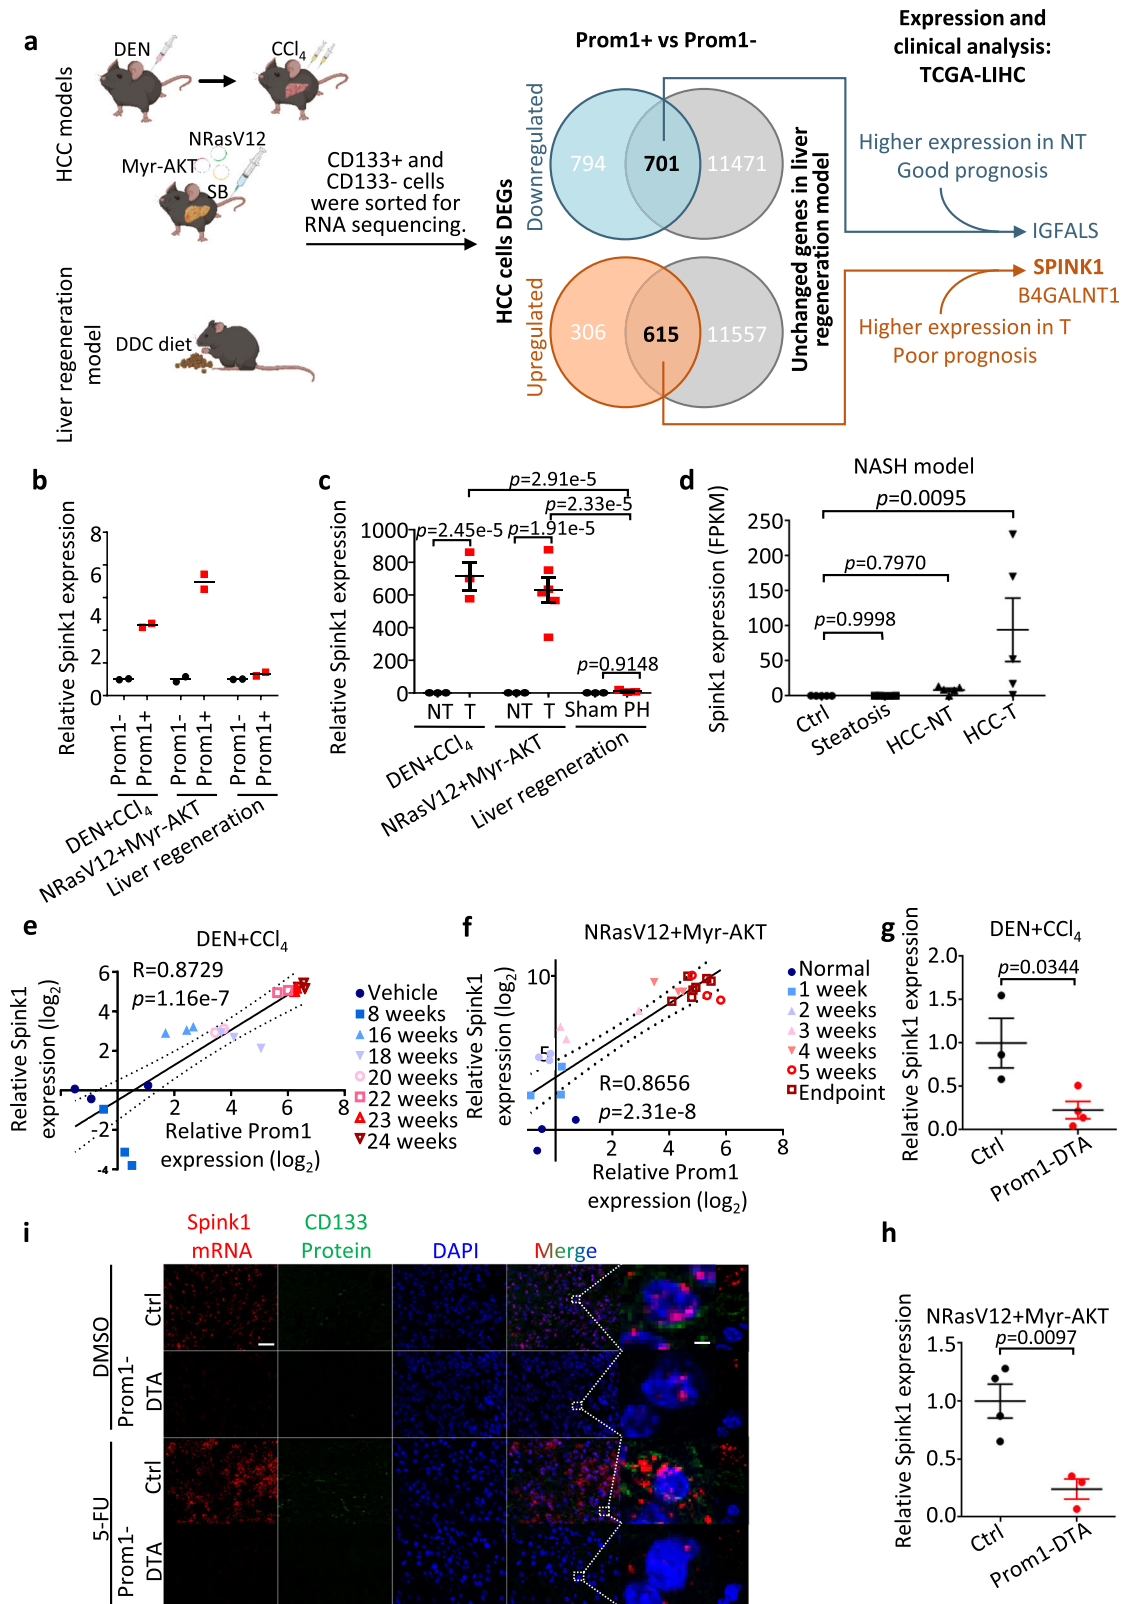 a
HCC models
DEN
CCl4
NRasV12
Myr-AKT
SB
Liver regeneration
model
DDC diet
CD133+ and
CD133- cells
were sorted for
RNA sequencing.
Prom1+ vs Prom1-
HCC cells DEGs
Downregulated
794
701
11471
Upregulated
306
615
11557
Unchanged genes in liver
regeneration model
Expression and
clinical analysis:
TCGA-LIHC
Higher expression in NT
Good prognosis
IGFALS
SPINK1
B4GALNT1
Higher expression in T
Poor prognosis
b
Relative Spink1 expression
8
6
4
2
0
Prom1-
Prom1+
Prom1-
Prom1+
Prom1-
Prom1+
DEN+CCl4
NRasV12+Myr-AKT
Liver regeneration
c
Relative Spink1 expression
1000
800
600
400
200
0
p=2.91e-5
p=2.33e-5
p=2.45e-5
p=1.91e-5
p=0.9148
NT T
NT T
Sham PH
DEN+CCl4
NRasV12+Myr-AKT
Liver regeneration
d
NASH model
Spink1 expression (FPKM)
250
200
150
100
50
0
p=0.0095
p=0.7970
p=0.9998
Ctrl
Steatosis
HCC-NT
HCC-T
e
DEN+CCl4
Relative Spink1
expression (log2)
6
4
2
-2
-4
R=0.8729
p=1.16e-7
2
4
6
8
Relative Prom1
expression (log2)
Vehicle
8 weeks
16 weeks
18 weeks
20 weeks
22 weeks
23 weeks
24 weeks
f
NRasV12+Myr-AKT
Relative Spink1
expression (log2)
10
5
R=0.8656
p=2.31e-8
2
4
6
8
Relative Prom1
expression (log2)
Normal
1 week
2 weeks
3 weeks
4 weeks
5 weeks
Endpoint
g
DEN+CCl4
Relative Spink1 expression
2.0
1.5
1.0
0.5
0.0
p=0.0344
Ctrl
Prom1-DTA
i
Spink1
mRNA
CD133
Protein
DAPI
Merge
DMSO
Ctrl
Prom1-
DTA
5-FU
Ctrl
Prom1-
DTA
h
NRasV12+Myr-AKT
Relative Spink1 expression
1.5
1.0
0.5
0.0
p=0.0097
Ctrl
Prom1-DTA